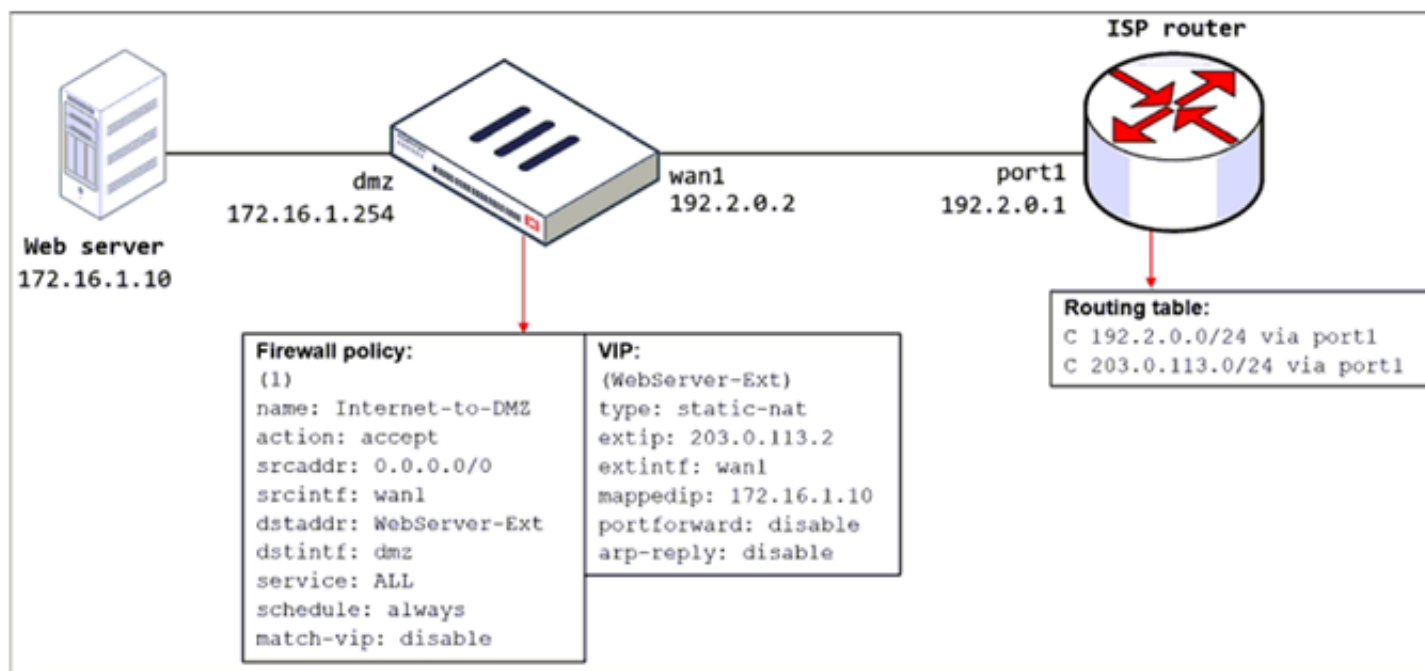 ISP router
dmz
172.16.1.254
wan1
192.2.0.2
port1
192.2.0.1
Web server
172.16.1.10
Firewall policy:
(1)
name: Internet-to-DMZ
action: accept
srcaddr: 0.0.0.0/0
srcintf: wan1
dstaddr: WebServer-Ext
dstintf: dmz
service: ALL
schedule: always
match-vip: disable
VIP:
(WebServer-Ext)
type: static-nat
extip: 203.0.113.2
extintf: wan1
mappedip: 172.16.1.10
portforward: disable
arp-reply: disable
Routing table:
C 192.2.0.0/24 via port1
C 203.0.113.0/24 via port1